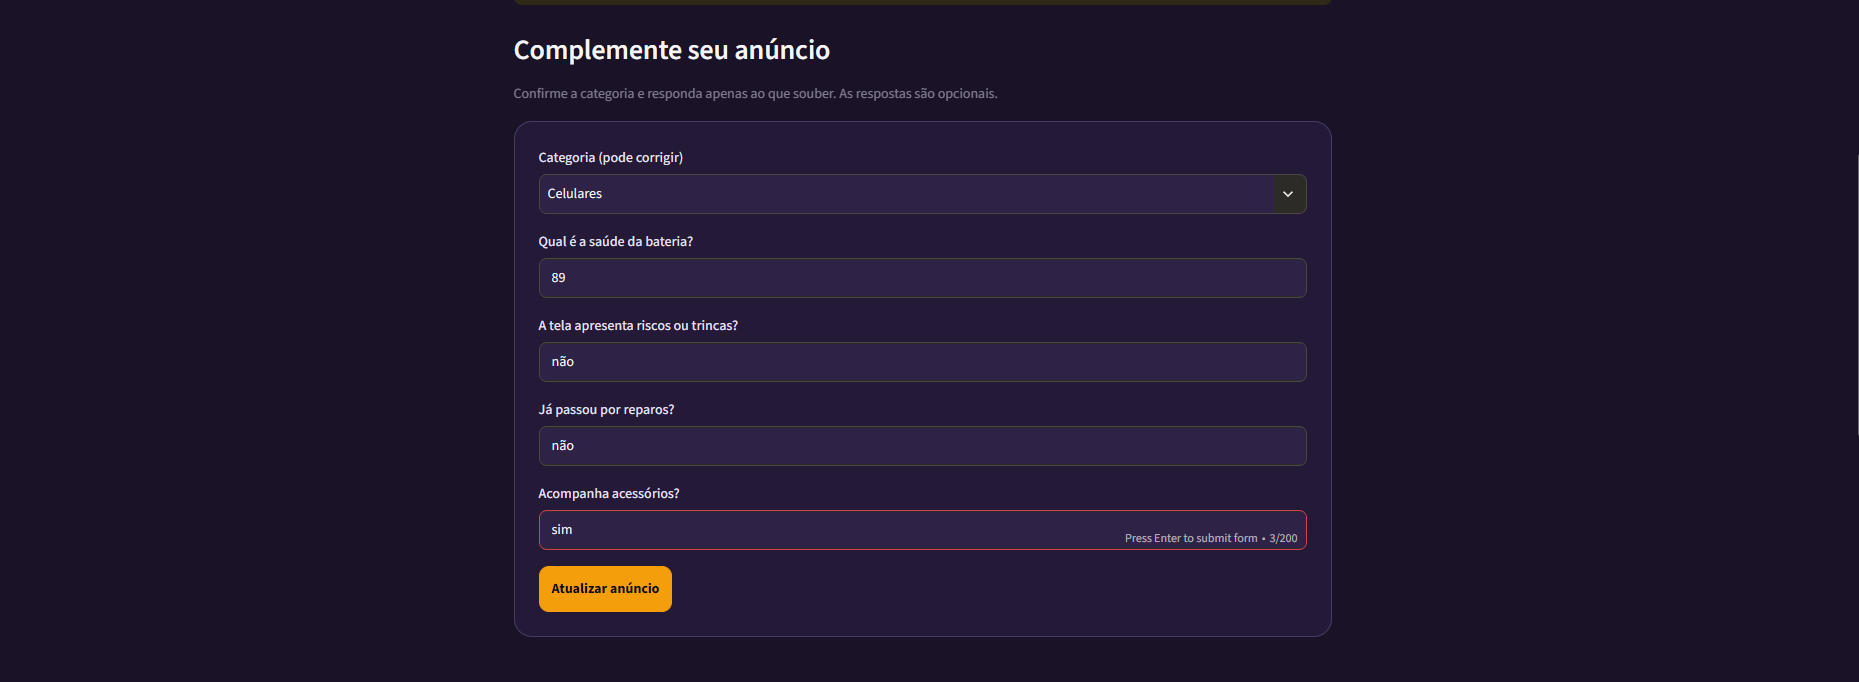 Complemente seu anúncio
Confirme a categoria e responda apenas ao que souber. As respostas são opcionais.
Categoria (pode corrigir)
Celulares
Qual é a saúde da bateria?
89
A tela apresenta riscos ou trincas?
não
Já passou por reparos?
não
Acompanha acessórios?
sim
Press Enter to submit form • 3/200
Atualizar anúncio